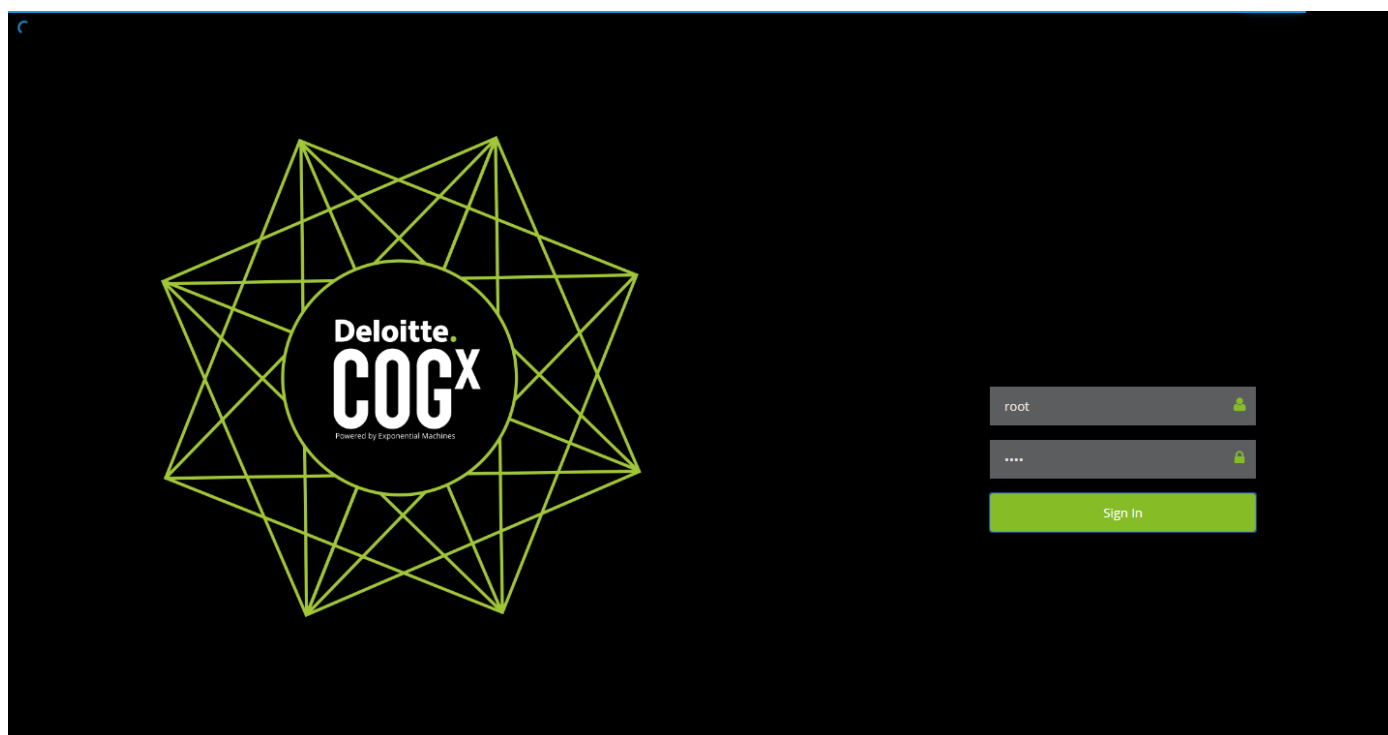 Deloitte.
COGX
Powered by Exponential Machines
root
••••
Sign In